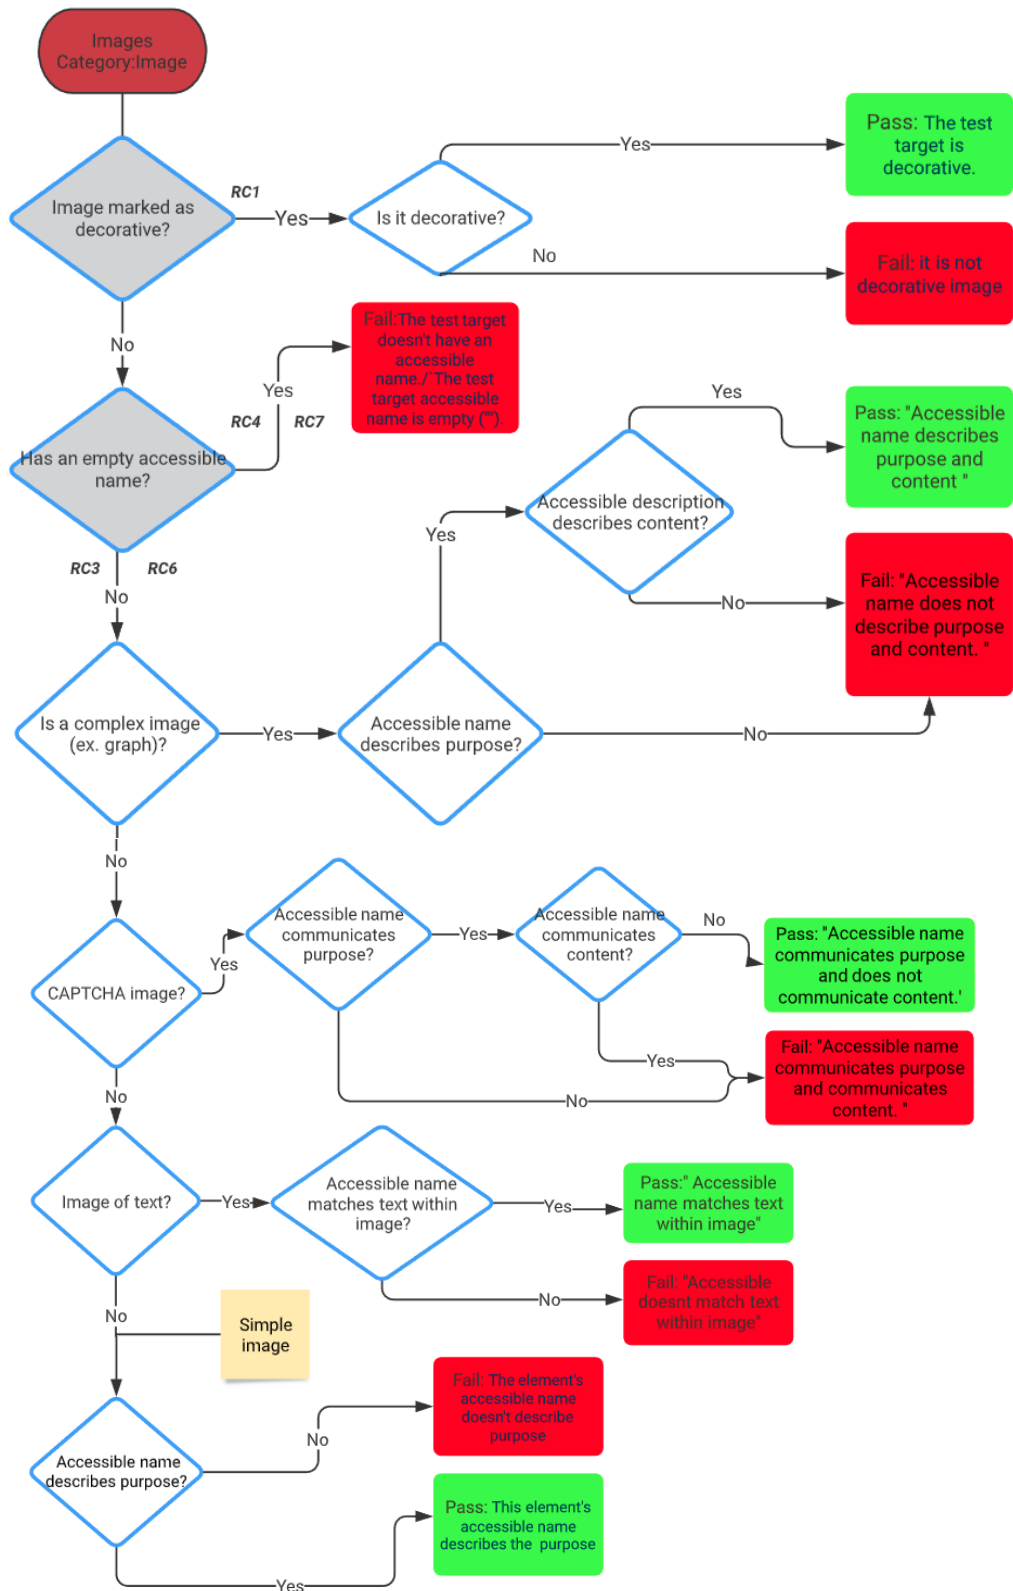 Images
Category:Image
Image marked as
decorative?
RC1
Yes
Is it decorative?
Yes
Pass: The test
target is
decorative.
No
Fail: it is not
decorative image
No
Has an empty accessible
name?
RC4
RC7
Yes
Fail:The test target
doesn't have an
accessible
name./`The test
target accessible
name is empty ("").
RC3
RC6
No
Is a complex image
(ex. graph)?
Yes
Accessible name
describes purpose?
Yes
Accessible description
describes content?
Yes
Pass: "Accessible
name describes
purpose and
content "
No
Fail: "Accessible
name does not
describe purpose
and content. "
No
No
CAPTCHA image?
Yes
Accessible name
communicates
purpose?
Yes
Accessible name
communicates
content?
No
Pass: "Accessible name
communicates purpose
and does not
communicate content.'
Yes
No
Fail: "Accessible name
communicates purpose
and communicates
content. "
No
Image of text?
Yes
Accessible name
matches text within
image?
Yes
Pass:" Accessible
name matches text
within image"
No
Fail: "Accessible
doesnt match text
within image"
No
Simple
image
Accessible name
describes purpose?
No
Fail: The element's
accessible name
doesn't describe
purpose
Yes
Pass: This element's
accessible name
describes the purpose